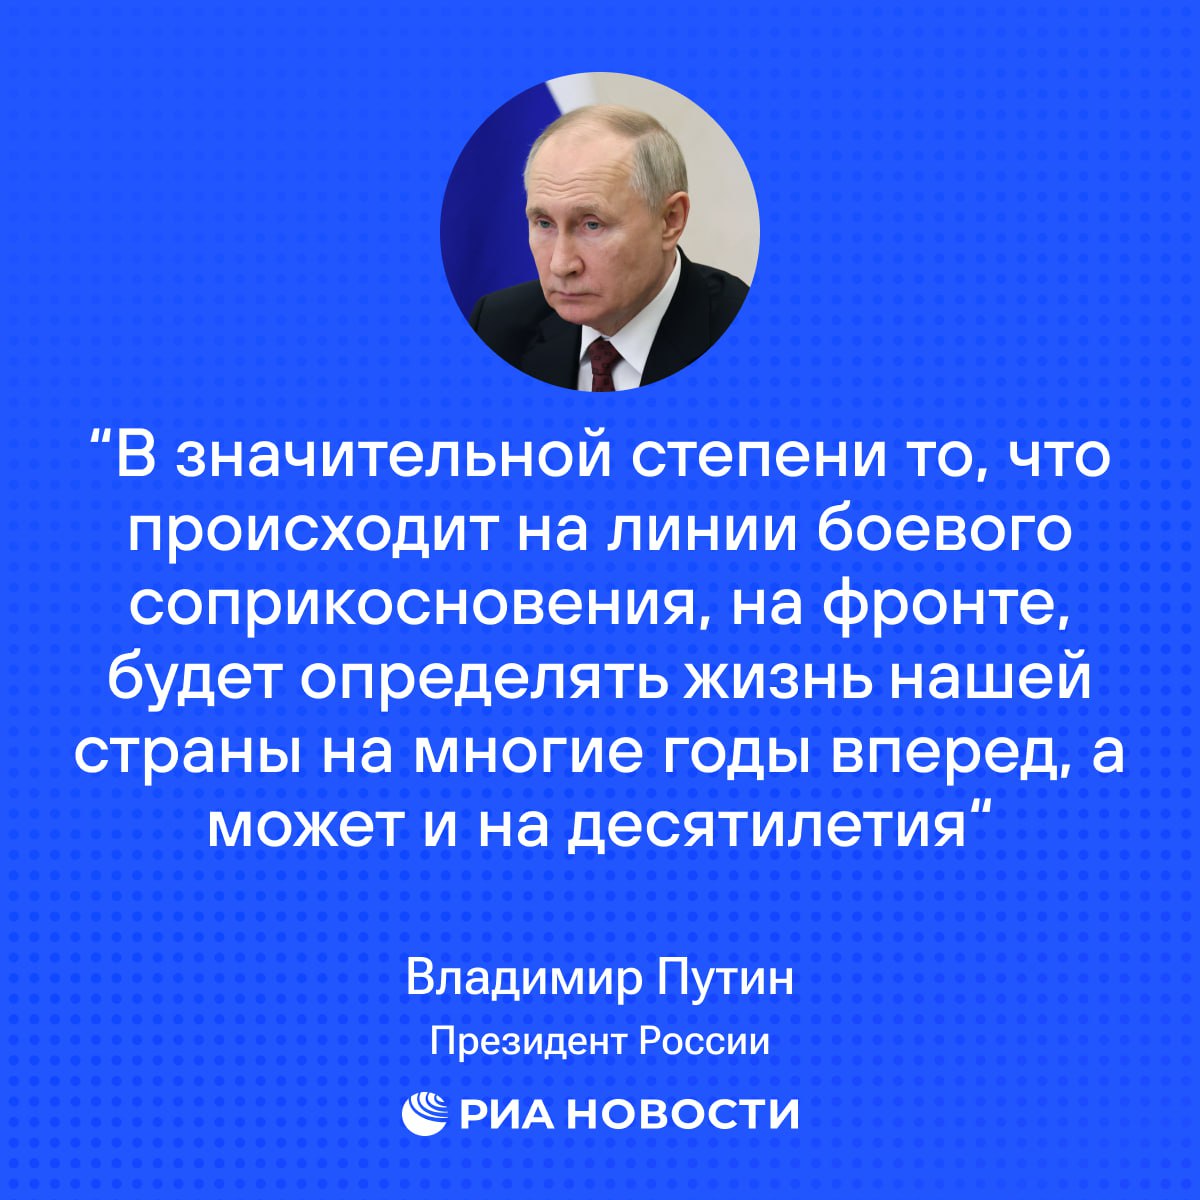 “В значительной степени то, что
происходит на линии боевого
соприкосновения, на фронте,
будет определять жизнь нашей
страны на многие годы вперед, а
может и на десятилетия“
Владимир Путин
Президент России
РИА НОВОСТИ